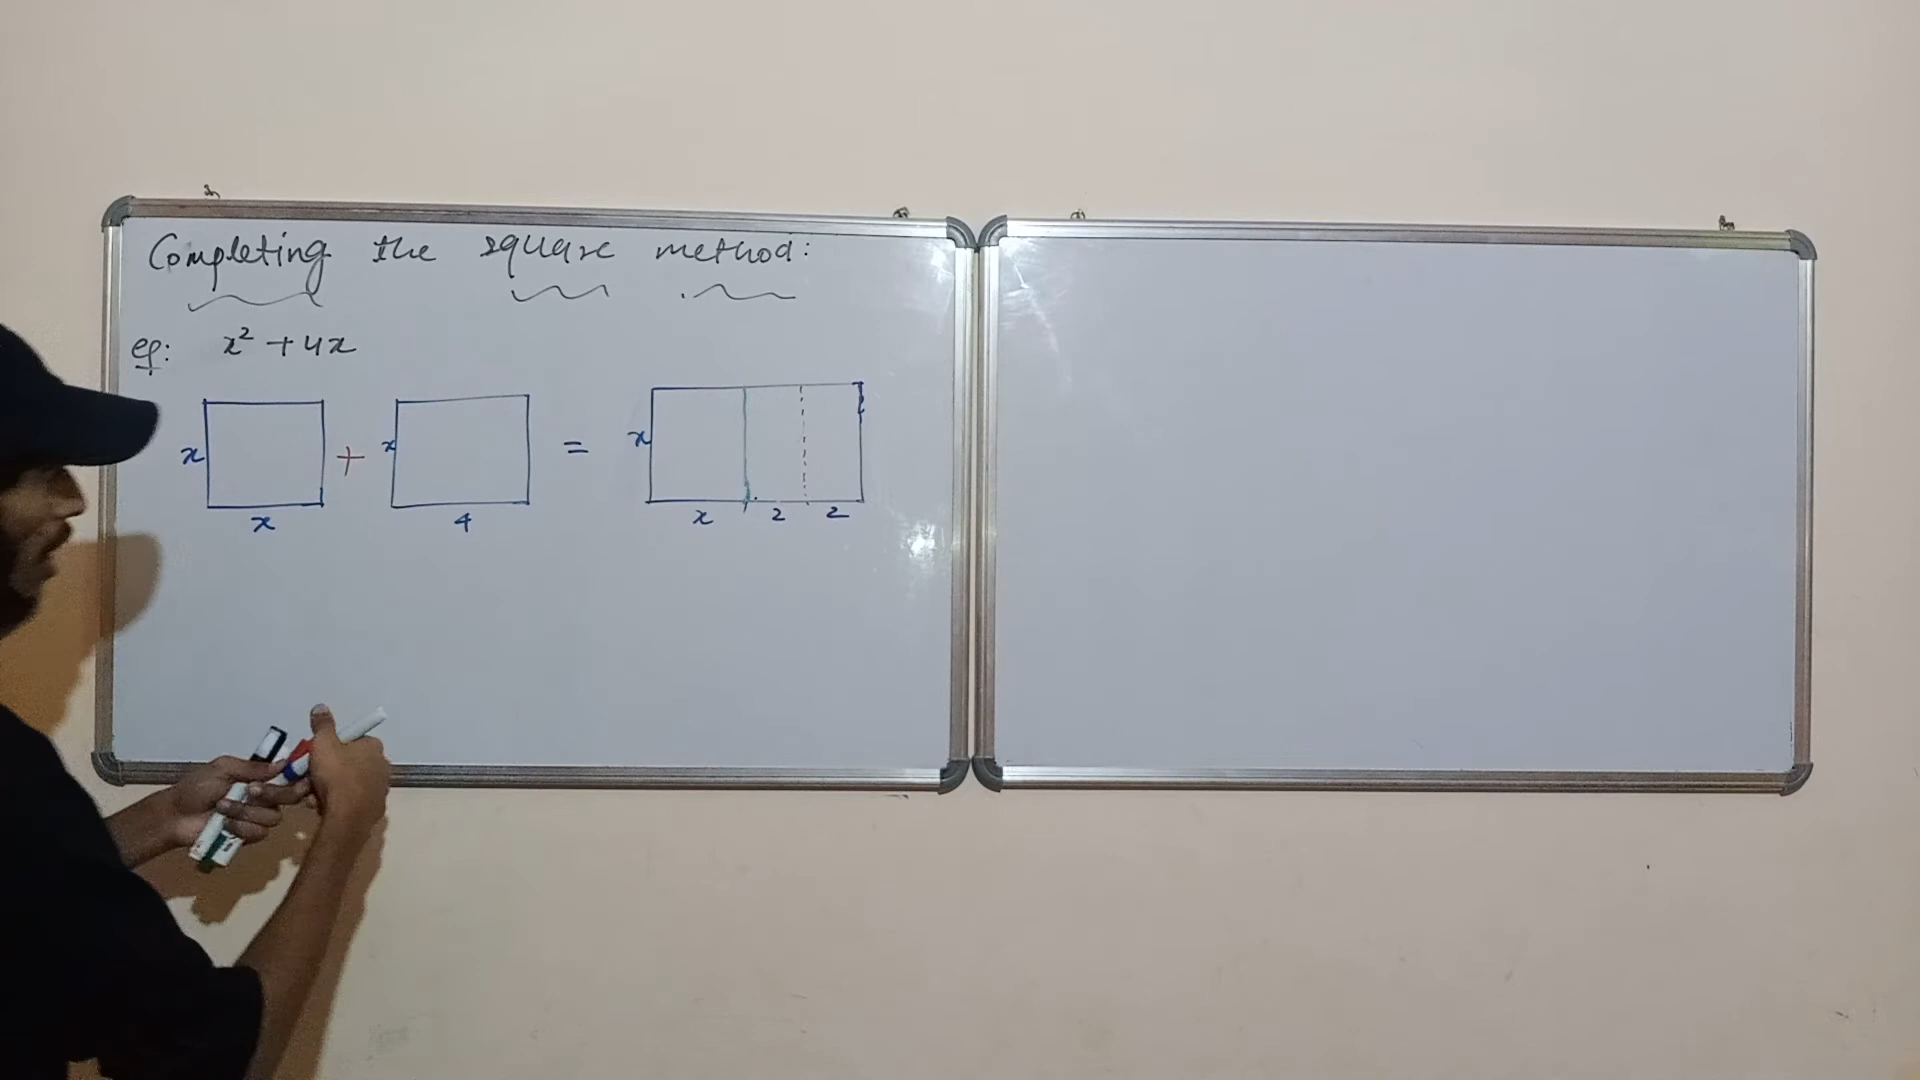 Completing the square method:
eg: x² + 4x
x + x = x
x 4 x 2 2